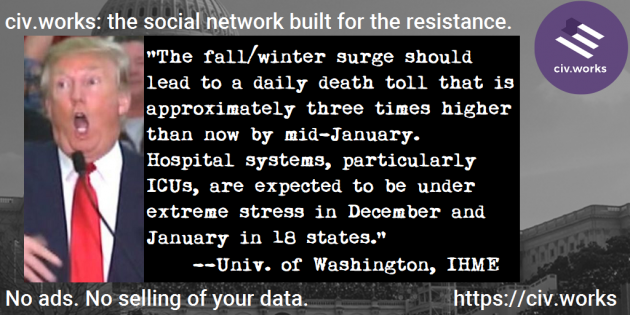 civ.works: the social network built for the resistance.
civ.works
"The fall/winter surge should
lead to a daily death toll that is
approximately three times higher
than now by mid-January.
Hospital systems, particularly
ICUs, are expected to be under
extreme stress in December and
January in 18 states."
--Univ. of Washington, IHME
No ads. No selling of your data.
https://civ.works